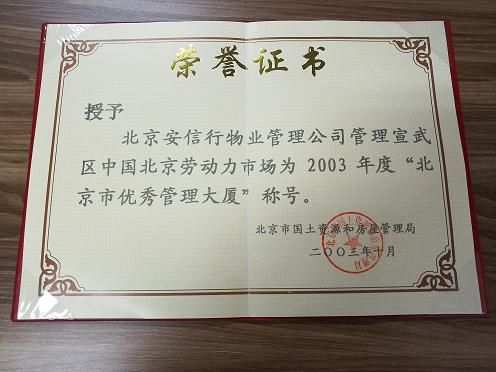 荣誉证书
授予
北京安信行物业管理公司管理宣武
区中国北京劳动力市场为 2003 年度“北
京市优秀管理大厦”称号。
北京市国土资源和房屋管理局
二〇〇三年十月